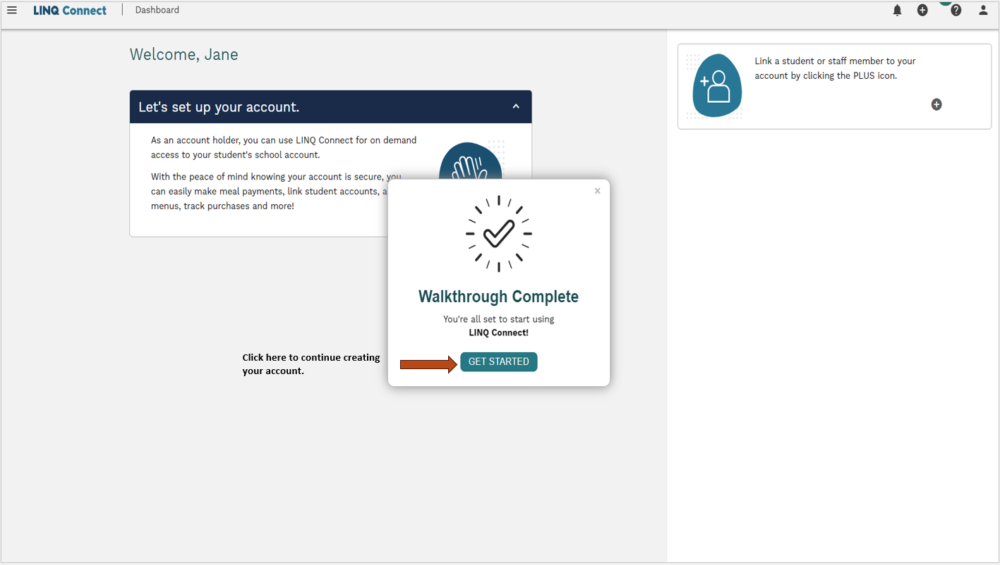 LINQ Connect
Dashboard
Welcome, Jane
Let's set up your account.
As an account holder, you can use LINQ Connect for on demand
access to your student's school account.
With the peace of mind knowing your account is secure, you
can easily make meal payments, link student accounts, a
menus, track purchases and more!
Link a student or staff member to your
account by clicking the PLUS icon.
Walkthrough Complete
You're all set to start using
LINQ Connect!
Click here to continue creating
your account.
GET STARTED